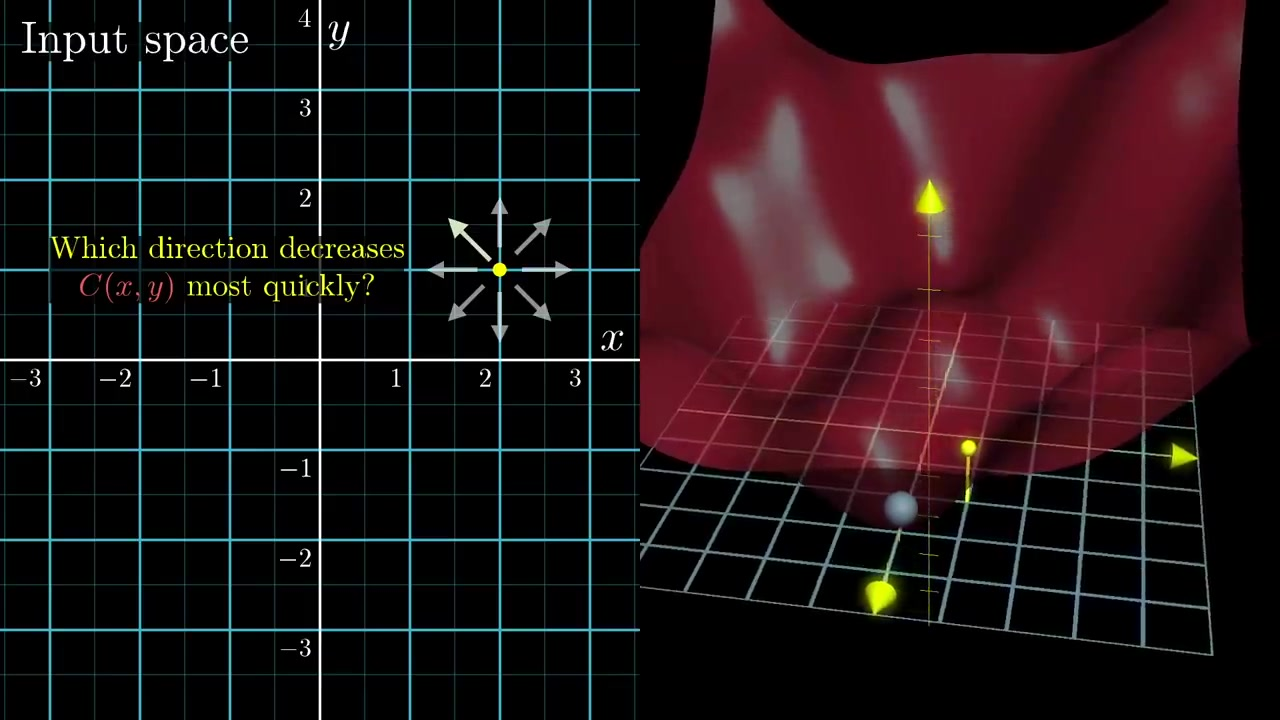 Input space
y
4
3
2
Which direction decreases
C(x, y) most quickly?
x
−3 −2 −1 1 2 3
−1
−2
−3